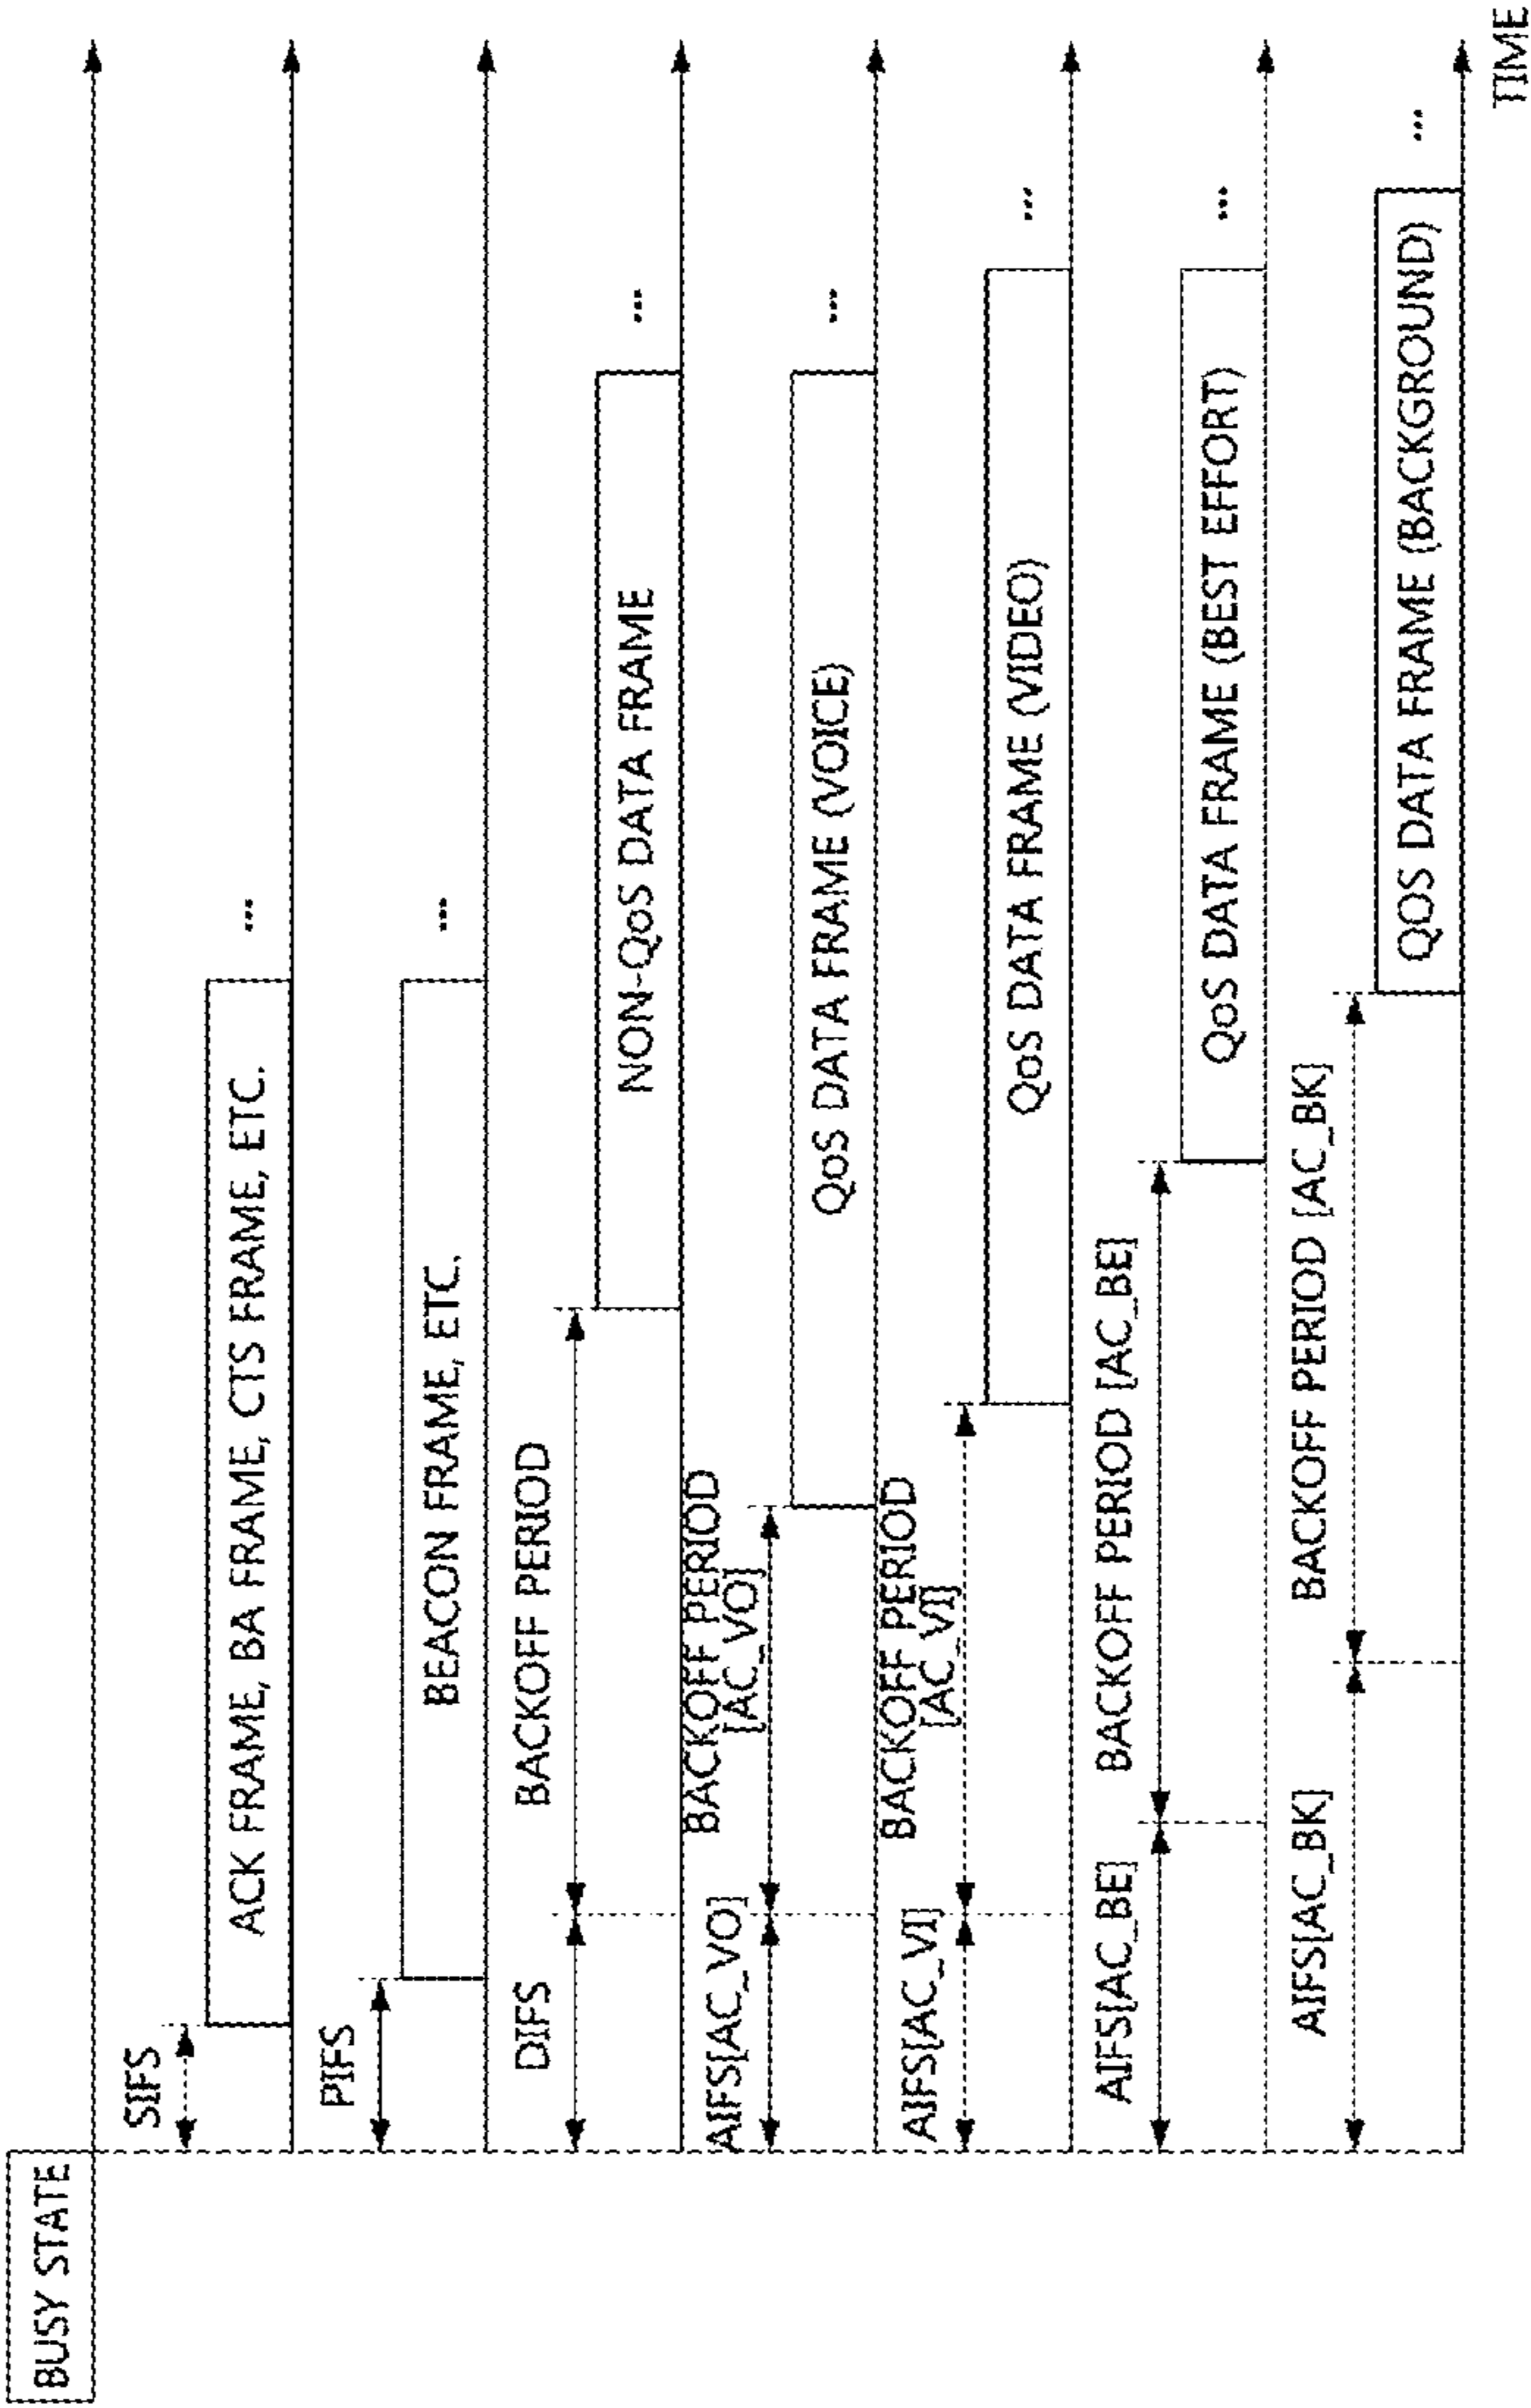 BUSY STATE
SIFS
ACK FRAME, BA FRAME, CTS FRAME, ETC.
...
PIFS
BEACON FRAME, ETC.
...
DIFS
BACKOFF PERIOD
NON-QoS DATA FRAME
...
AIFS[AC_VO]
BACKOFF PERIOD
[AC_VO]
QoS DATA FRAME (VOICE)
...
AIFS[AC_VI]
BACKOFF PERIOD
[AC_VI]
QoS DATA FRAME (VIDEO)
...
AIFS[AC_BE]
BACKOFF PERIOD [AC_BE]
QoS DATA FRAME (BEST EFFORT)
...
AIFS[AC_BK]
BACKOFF PERIOD [AC_BK]
QOS DATA FRAME (BACKGROUND)
...
TIME